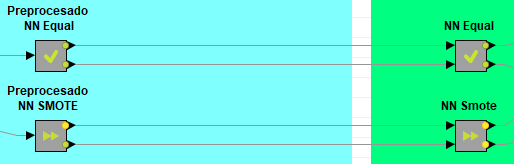 Preprocesado
NN Equal
NN Equal
Preprocesado
NN SMOTE
NN Smote